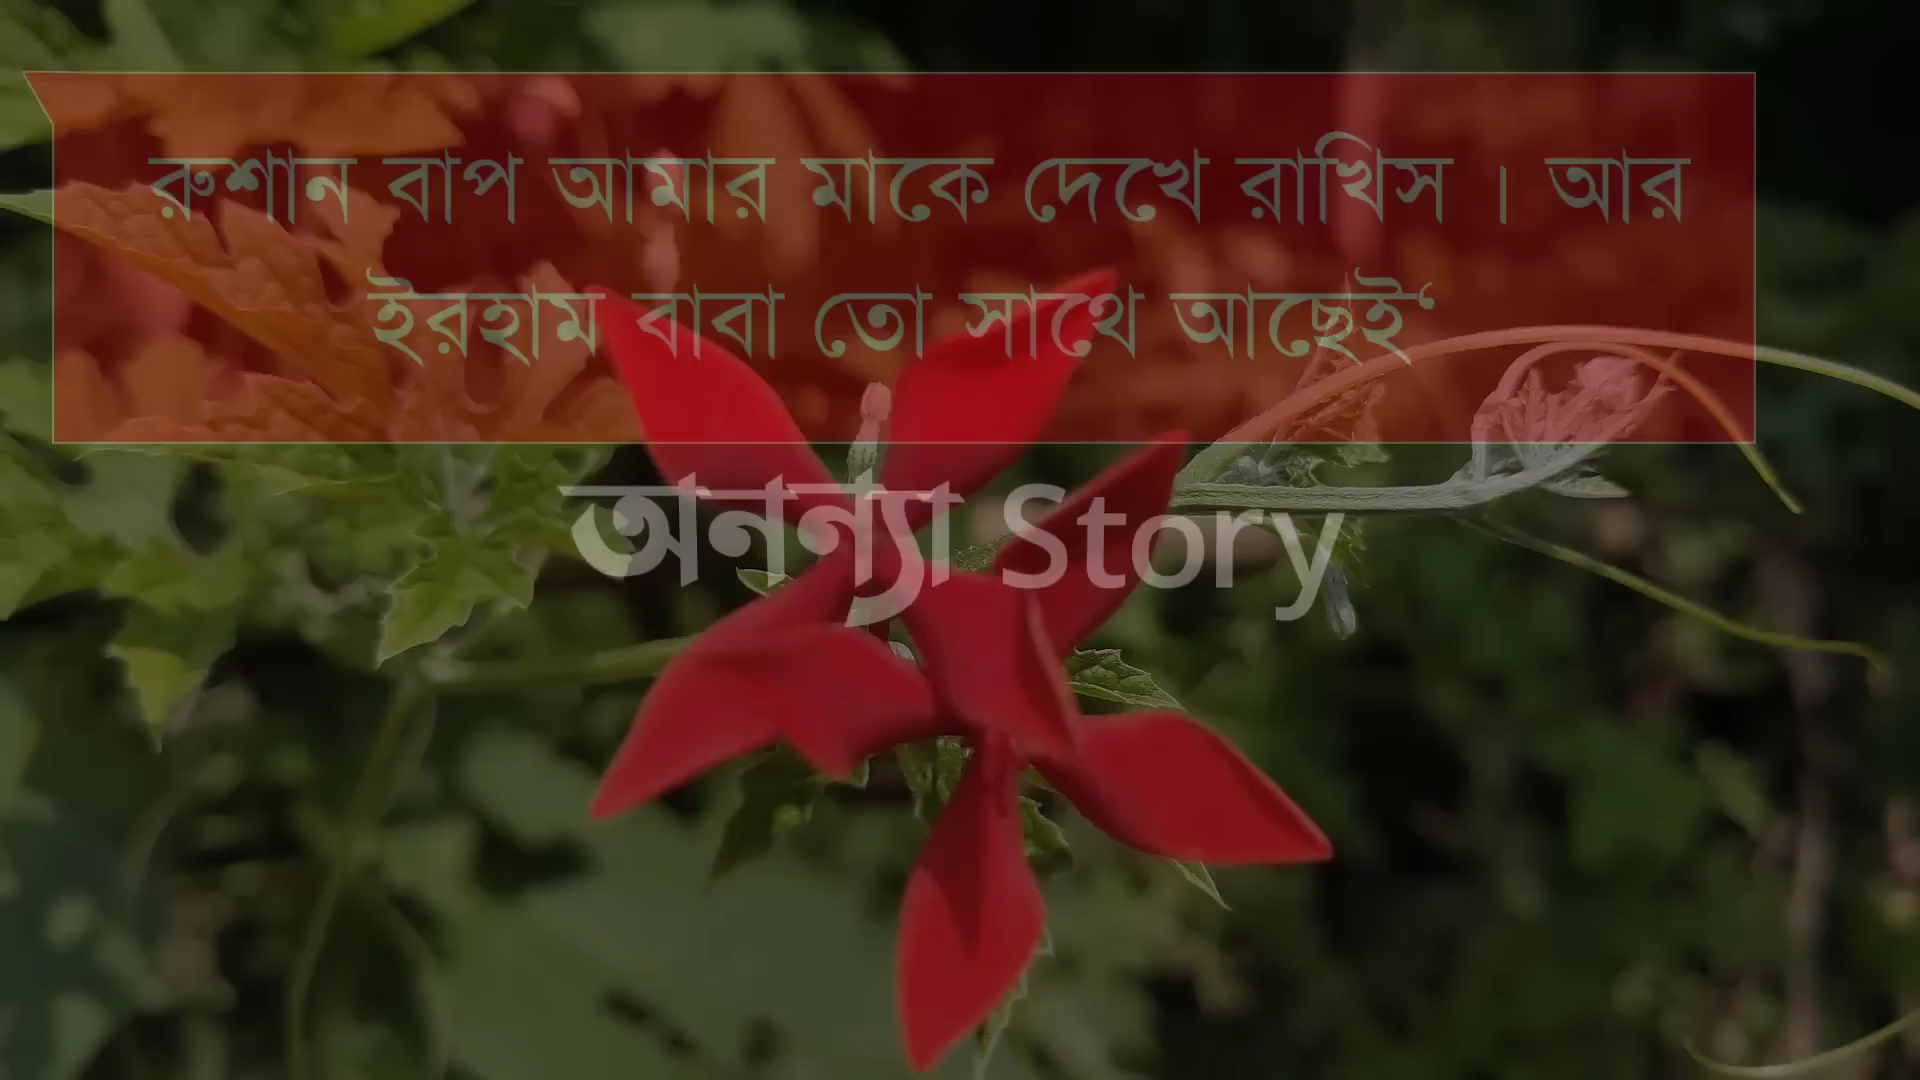 রুশান বাপ আমার মাকে দেখে রাখিস । আর
ইরহাম বাবা তো সাথে আছেই‘
অনন্যা Story